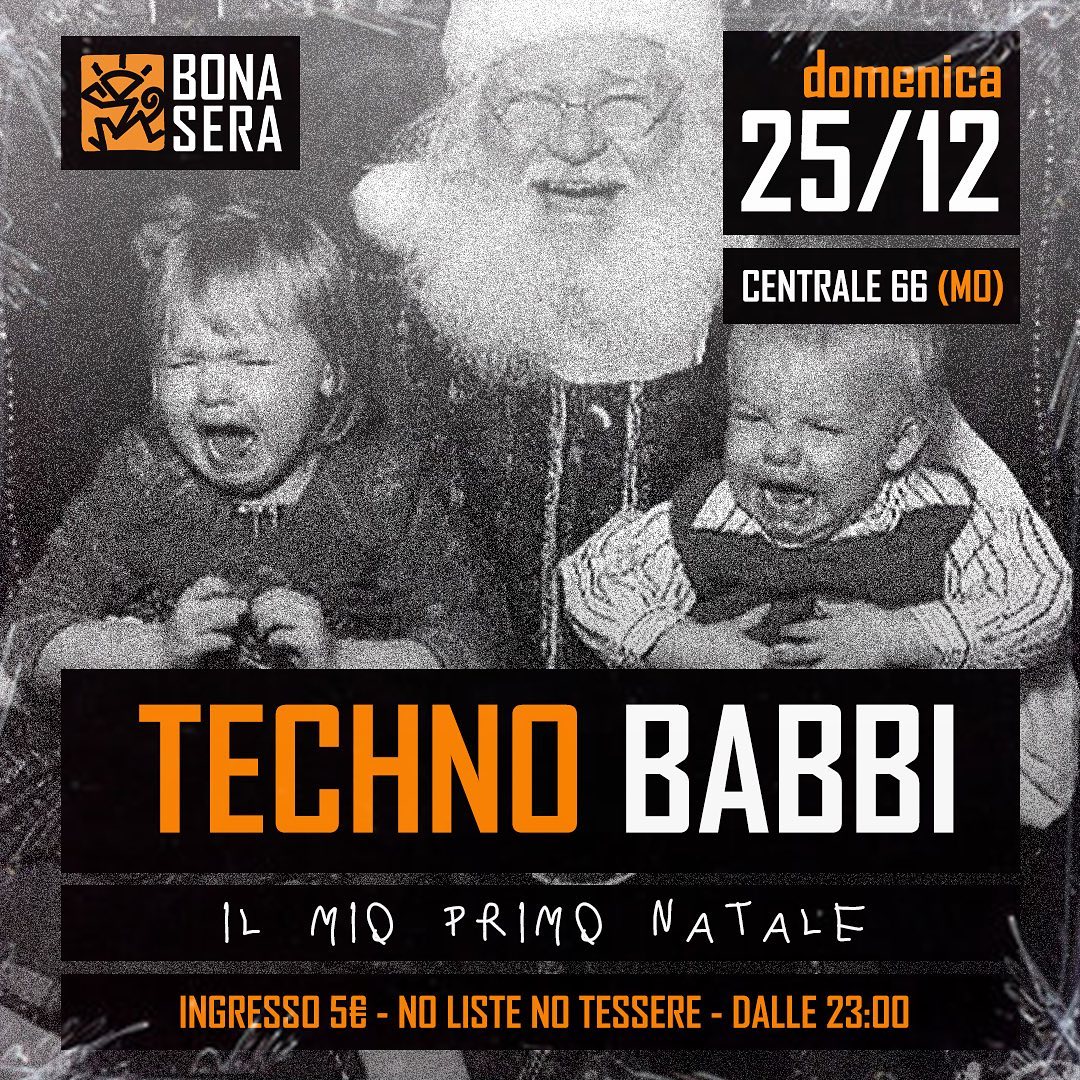 BONA
SERA
domenica
25/12
CENTRALE 66 (MO)
TECHNO BABBI
IL MIO PRIMO NATALE
INGRESSO 5€ - NO LISTE NO TESSERE - DALLE 23:00